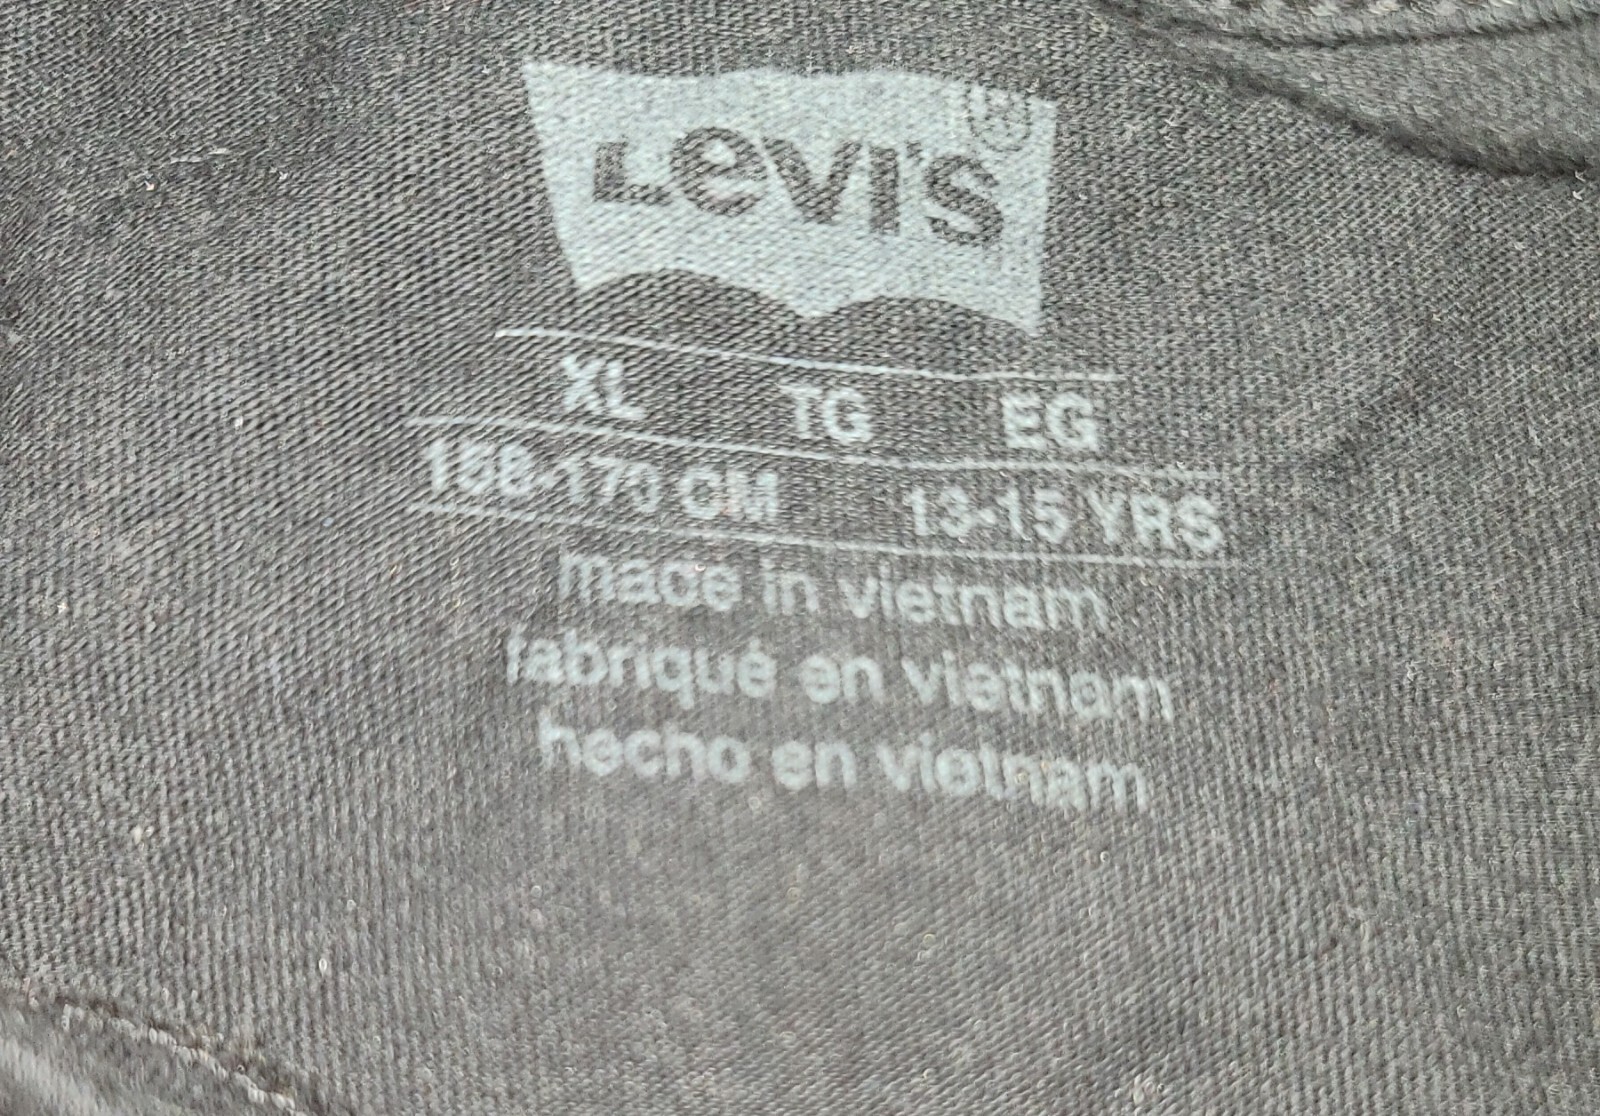 Levi's
XL TG EG
158-170 CM 13-15 YRS
made in vietnam
fabriqué en vietnam
hecho en vietnam